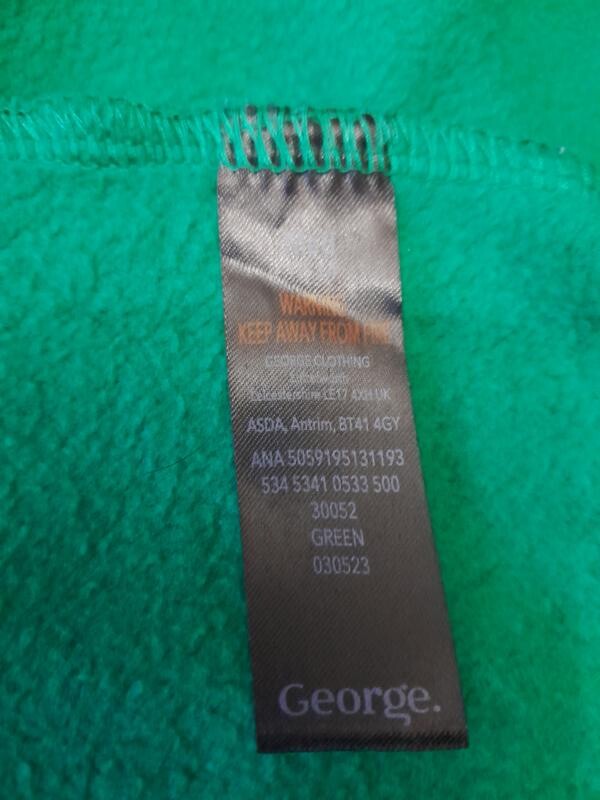 WARNING
KEEP AWAY FROM FIRE
GEORGE CLOTHING
Leicestershire LE17 4XH UK
ASDA, Antrim, BT41 4GY
ANA 5059195131193
534 5341 0533 500
30052
GREEN
030523
George.